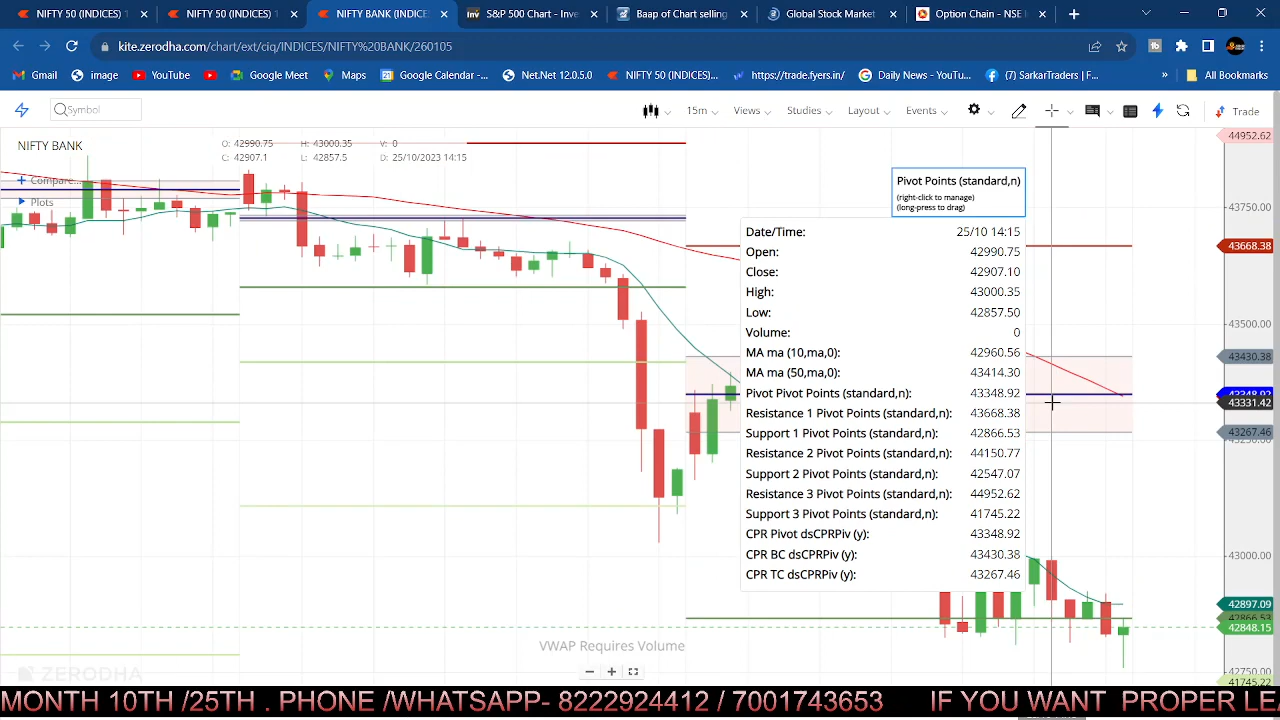 NIFTY 50 (INDICES) 1
NIFTY 50 (INDICES) 1
NIFTY BANK (INDICE
S&P 500 Chart - Inve
Baap of Chart selling
Global Stock Market
Option Chain - NSE I
kite.zerodha.com/chart/ext/ciq/INDICES/NIFTY%20BANK/260105
Gmail
image
YouTube
Google Meet
Maps
Google Calendar -...
Net.Net 12.0.5.0
NIFTY 50 (INDICES)...
https://trade.fyers.in/
Daily News - YouTu...
(7) SarkarTraders | F...
»
All Bookmarks
Symbol
15m
Views
Studies
Layout
Events
Trade
NIFTY BANK
O: 42990.75 H: 43000.35 V: 0
C: 42907.1 L: 42857.5 D: 25/10/2023 14:15
+ Compare...
Plots
Pivot Points (standard,n)
(right-click to manage)
(long-press to drag)
Date/Time: 25/10 14:15
Open: 42990.75
Close: 42907.10
High: 43000.35
Low: 42857.50
Volume: 0
MA ma (10,ma,0): 42960.56
MA ma (50,ma,0): 43414.30
Pivot Pivot Points (standard,n): 43348.92
Resistance 1 Pivot Points (standard,n): 43668.38
Support 1 Pivot Points (standard,n): 42866.53
Resistance 2 Pivot Points (standard,n): 44150.77
Support 2 Pivot Points (standard,n): 42547.07
Resistance 3 Pivot Points (standard,n): 44952.62
Support 3 Pivot Points (standard,n): 41745.22
CPR Pivot dsCPRPiv (y): 43348.92
CPR BC dsCPRPiv (y): 43430.38
CPR TC dsCPRPiv (y): 43267.46
44952.62
43750.00
43668.38
43500.00
43430.38
43348.92
43331.42
43267.46
43250.00
43000.00
42897.09
42866.53
42848.15
42750.00
41745.22
VWAP Requires Volume
ZERODHA
MONTH 10TH /25TH . PHONE /WHATSAPP- 8222924412 / 7001743653 IF YOU WANT PROPER LE